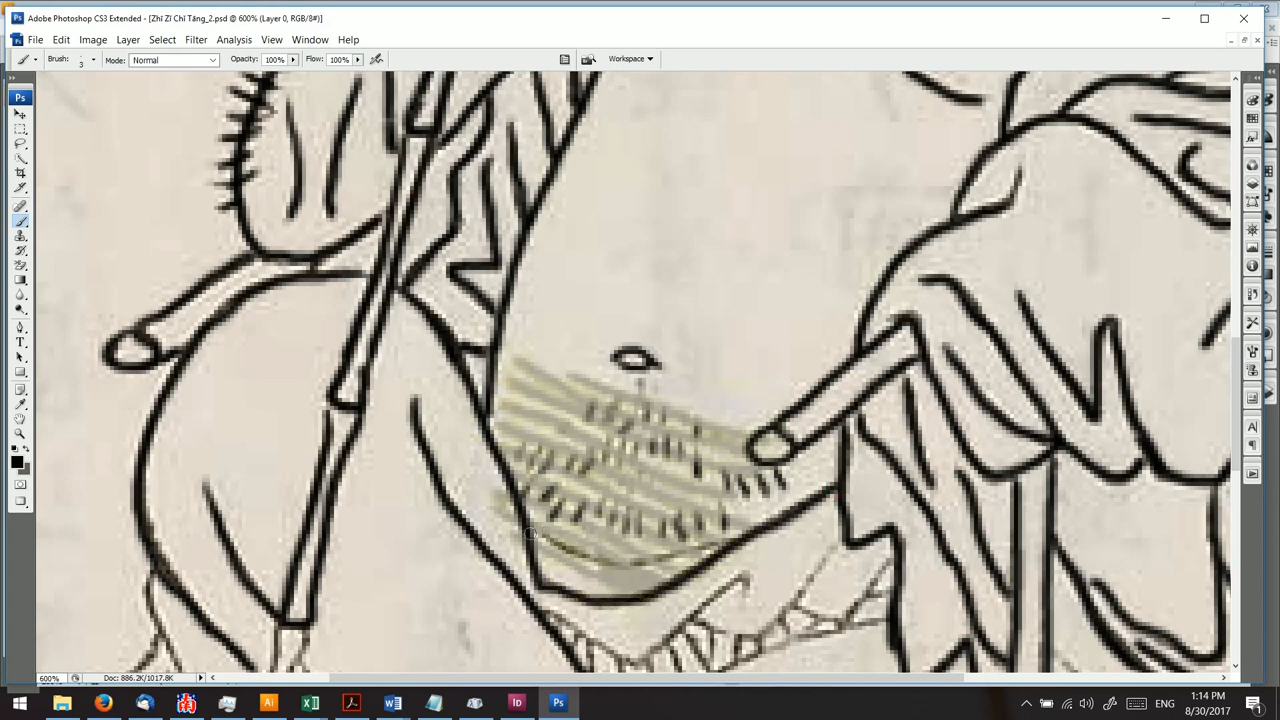 Adobe Photoshop CS3 Extended - [Zhī Zǐ Chǐ Tāng_2.psd @ 600% (Layer 0, RGB/8#)]
File Edit Image Layer Select Filter Analysis View Window Help
Brush: 3 Mode: Normal Opacity: 100% Flow: 100% Workspace
Ps
600% Doc: 886.2K/1017.8K
ENG 1:14 PM
8/30/2017